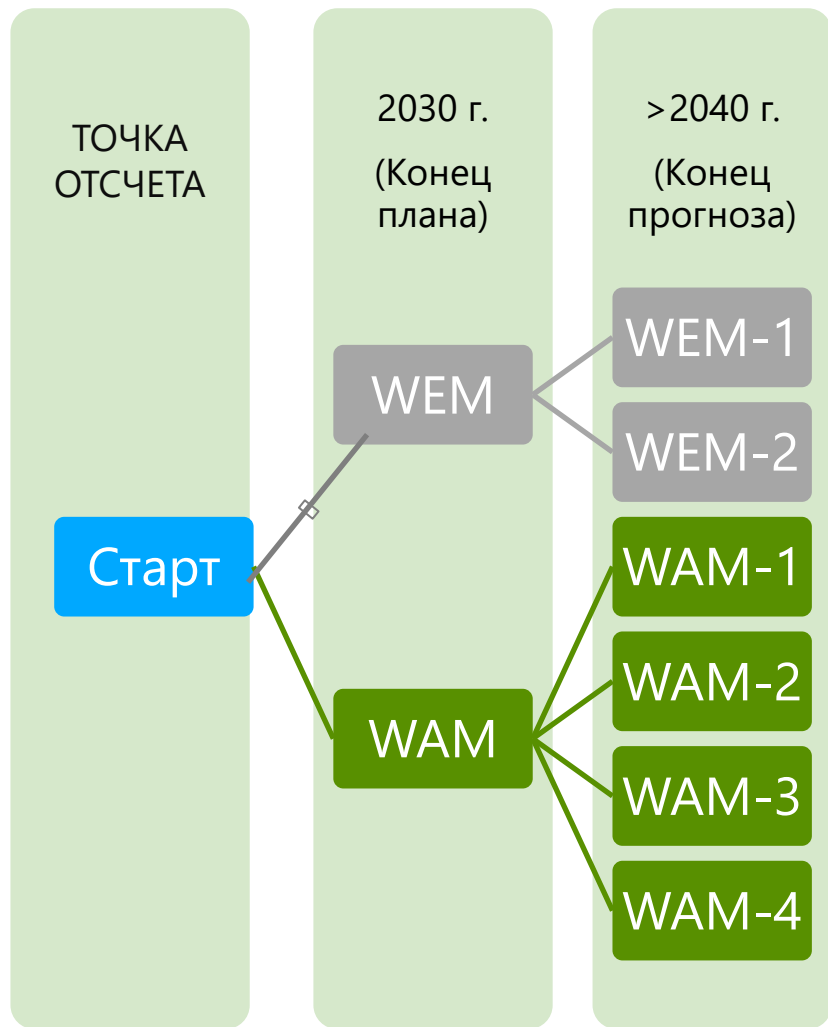 ТОЧКА
ОТСЧЕТА
Старт
2030 г.
(Конец
плана)
WEM
WAM
>2040 г.
(Конец
прогноза)
WEM-1
WEM-2
WAM-1
WAM-2
WAM-3
WAM-4